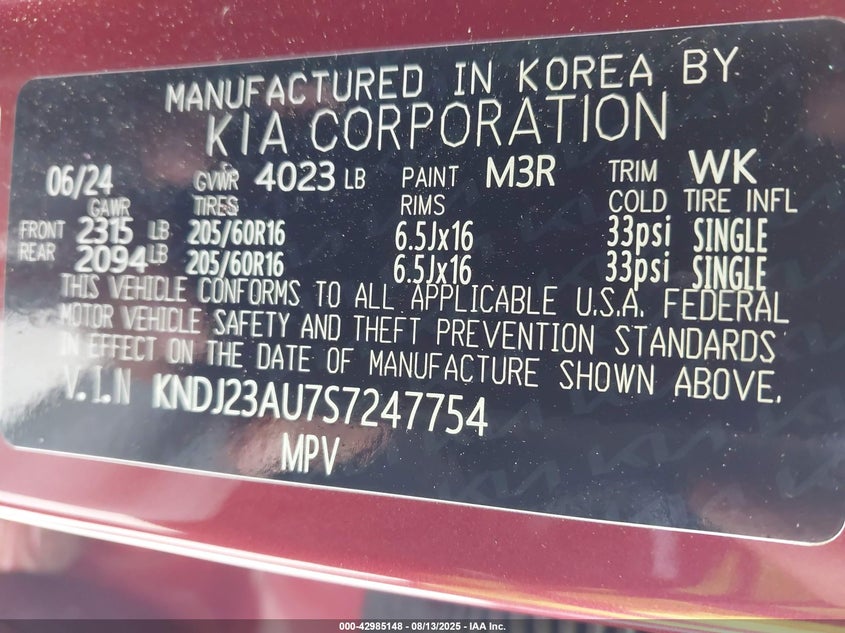 MANUFACTURED IN KOREA BY
KIA CORPORATION
06/24 GVWR 4023 LB PAINT M3R TRIM WK
GAWR TIRES RIMS COLD TIRE INFL
FRONT 2315 LB 205/60R16 6.5Jx16 33psi SINGLE
REAR 2094 LB 205/60R16 6.5Jx16 33psi SINGLE
THIS VEHICLE CONFORMS TO ALL APPLICABLE U.S.A. FEDERAL
MOTOR VEHICLE SAFETY AND THEFT PREVENTION STANDARDS
IN EFFECT ON THE DATE OF MANUFACTURE SHOWN ABOVE.
V.I.N KNDJ23AU7S7247754
MPV
000-42985148 - 08/13/2025 - IAA Inc.